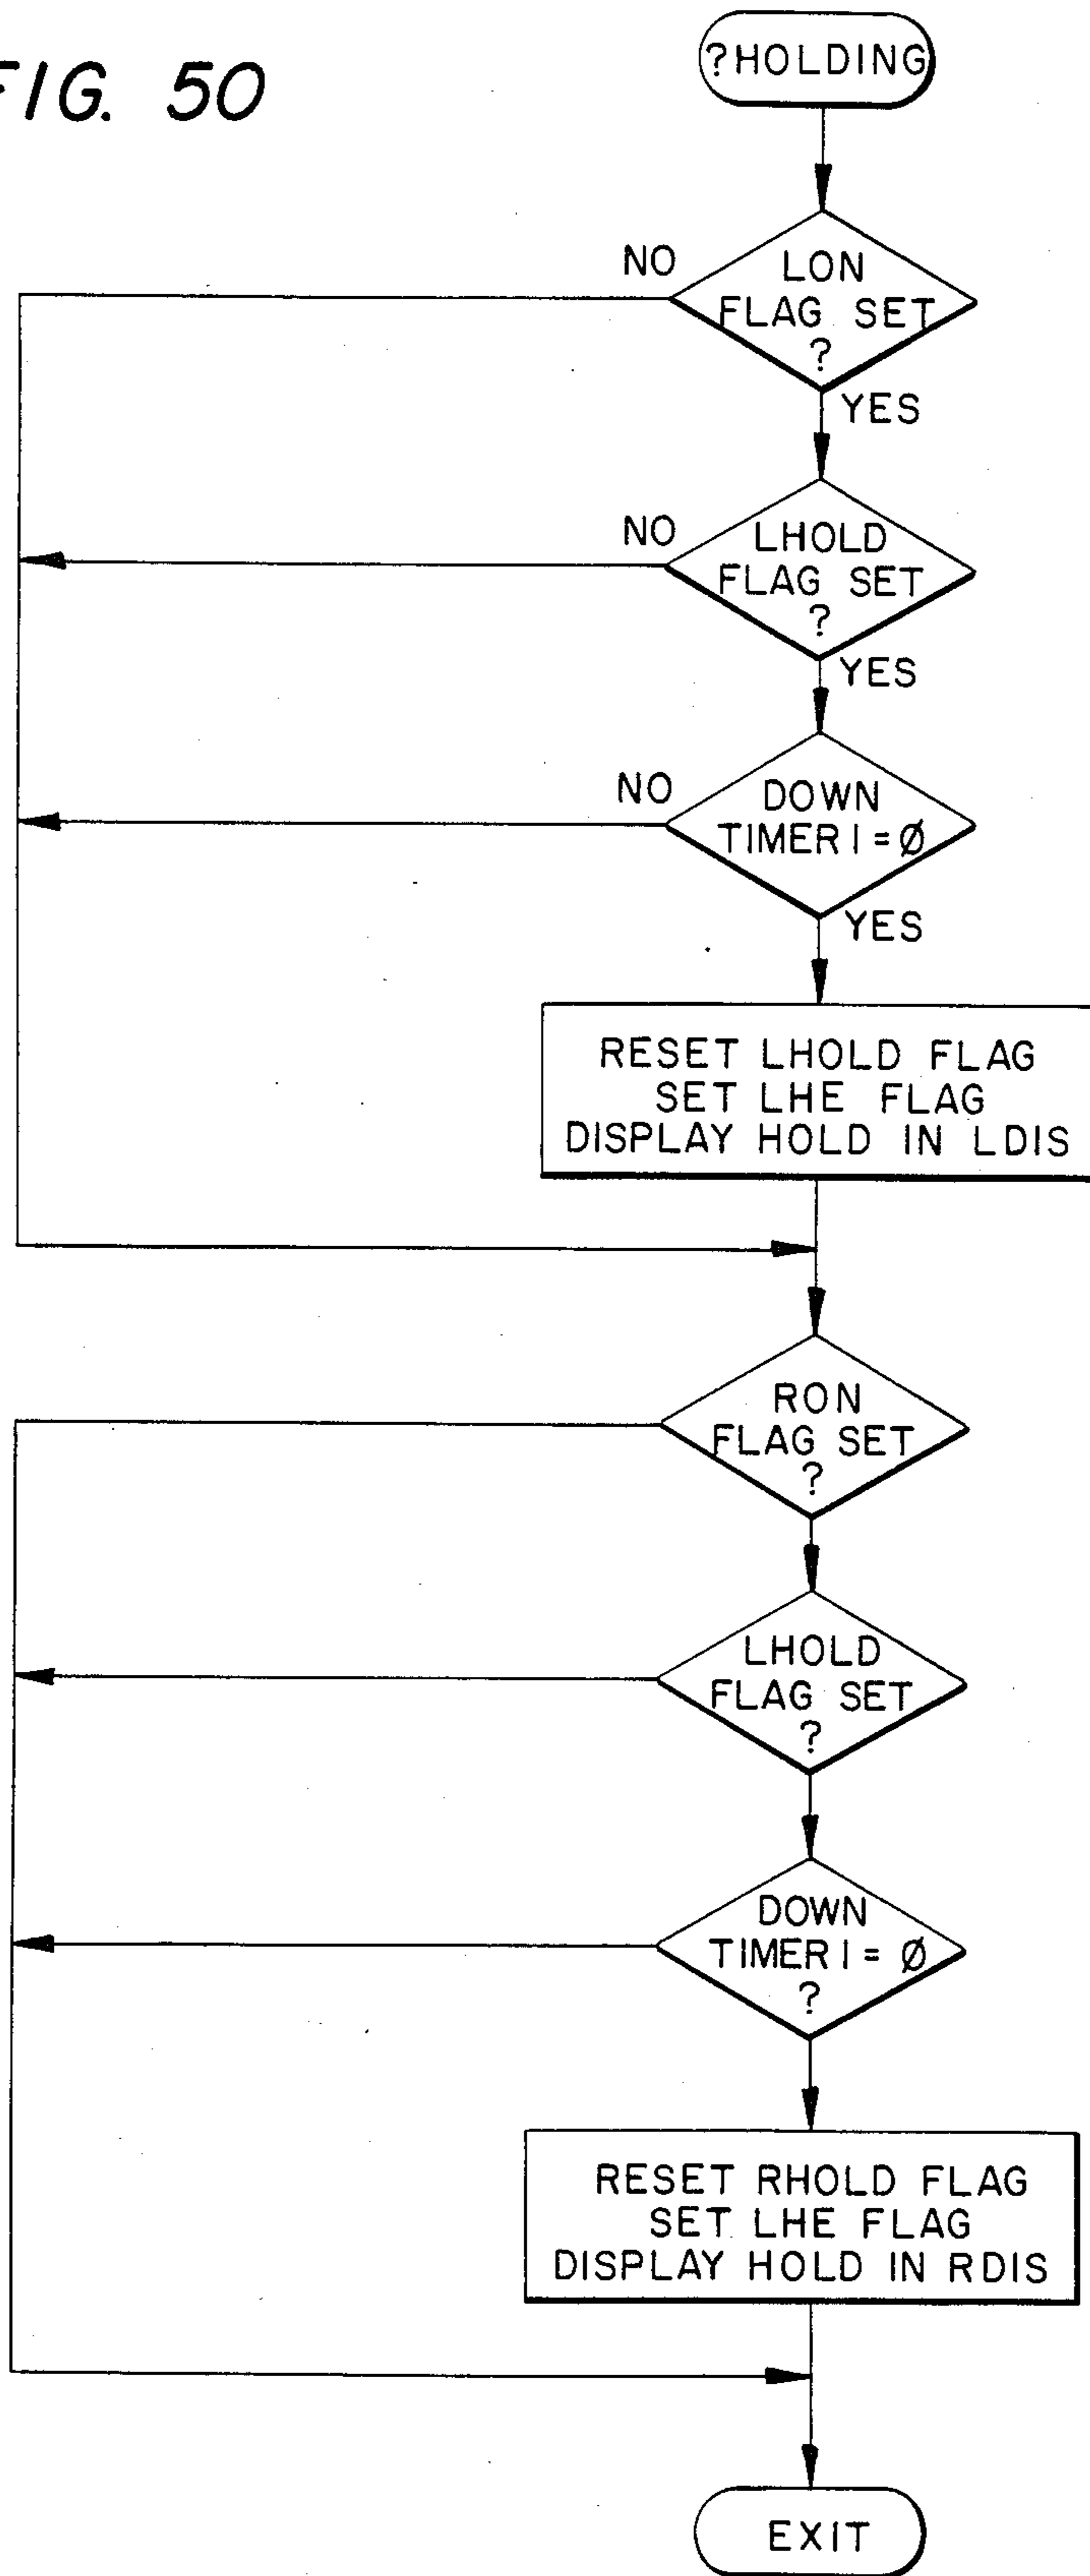 FIG. 50
?HOLDING
NO
LON
FLAG SET
?
YES
NO
LHOLD
FLAG SET
?
YES
NO
DOWN
TIMER 1 = Ø
YES
RESET LHOLD FLAG
SET LHE FLAG
DISPLAY HOLD IN LDIS
RON
FLAG SET
?
LHOLD
FLAG SET
?
DOWN
TIMER 1 = Ø
?
RESET RHOLD FLAG
SET LHE FLAG
DISPLAY HOLD IN RDIS
EXIT